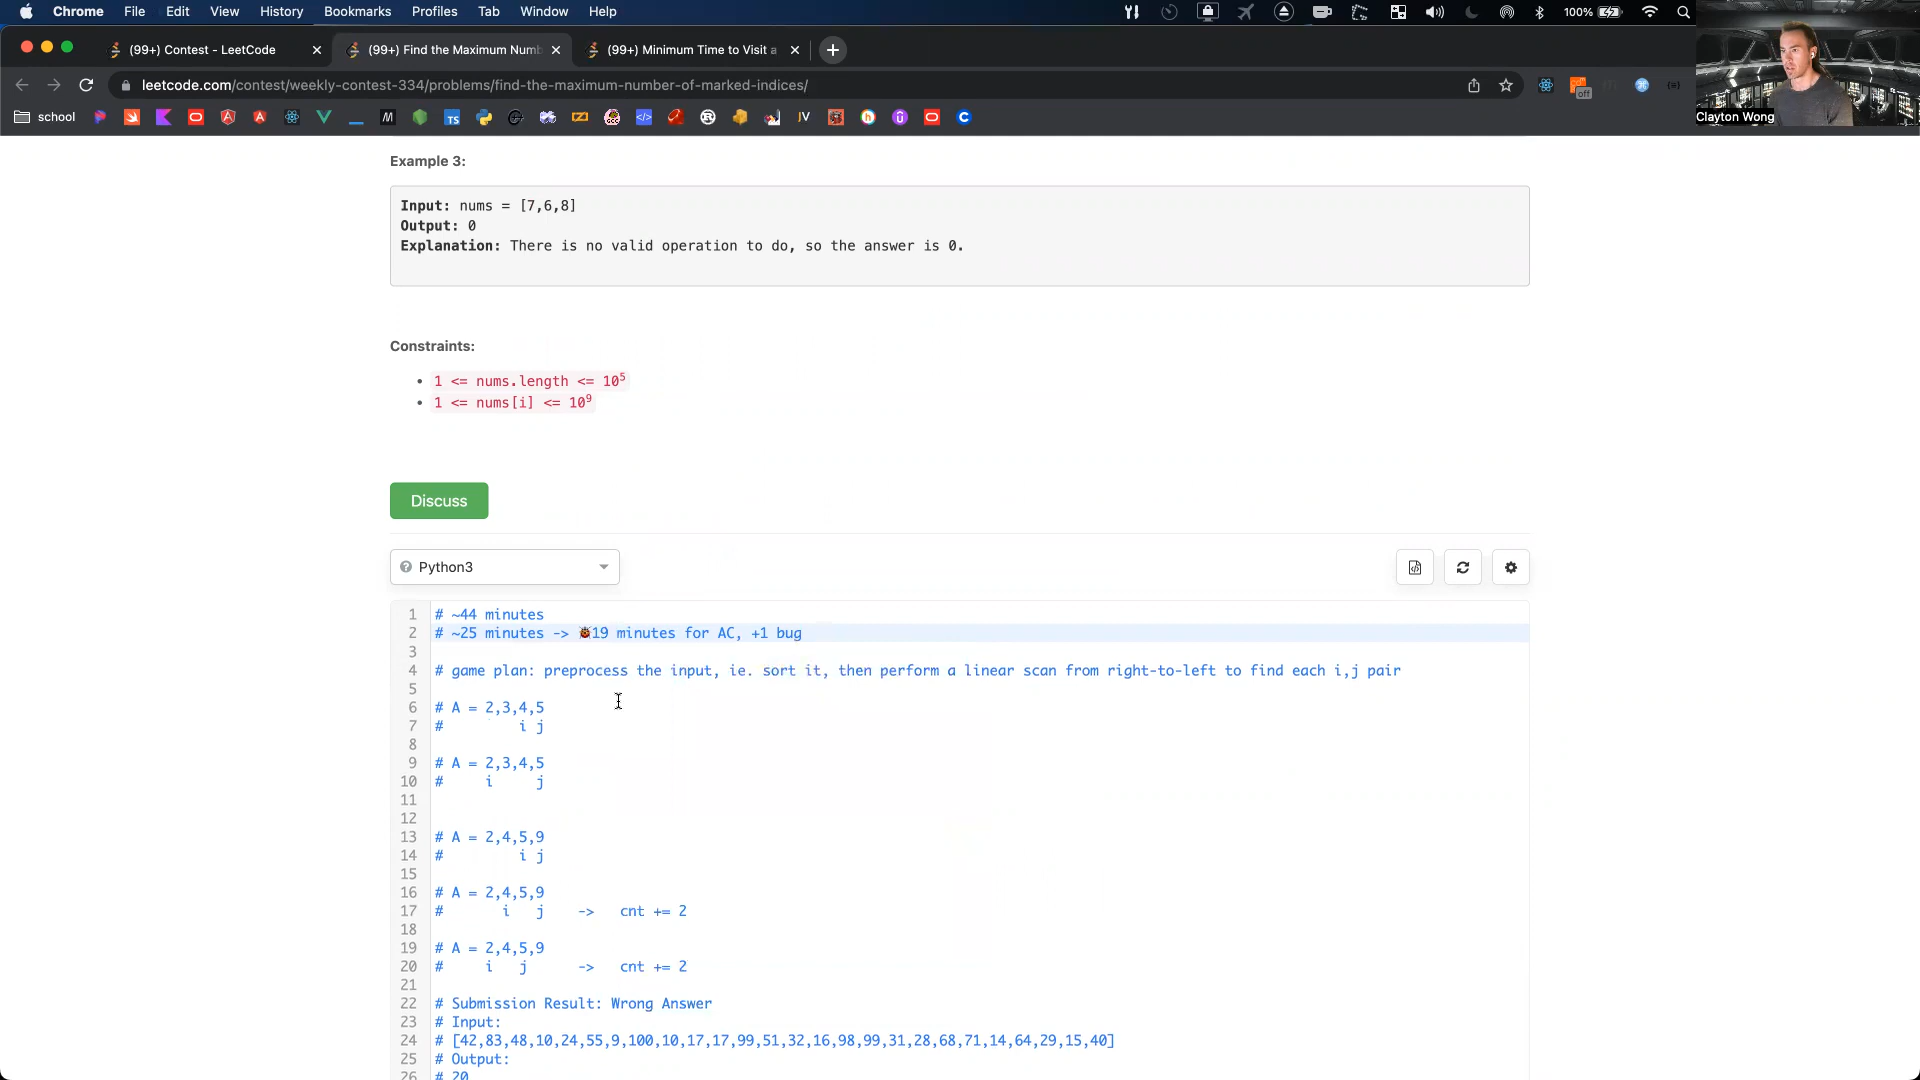 Chrome File Edit View History Bookmarks Profiles Tab Window Help 100%
(99+) Contest - LeetCode (99+) Find the Maximum Numb (99+) Minimum Time to Visit a
leetcode.com/contest/weekly-contest-334/problems/find-the-maximum-number-of-marked-indices/
off
school M TS </> JV h C
Clayton Wong
Example 3:
Input: nums = [7,6,8]
Output: 0
Explanation: There is no valid operation to do, so the answer is 0.
Constraints:
• 1 <= nums.length <= 10⁵
• 1 <= nums[i] <= 10⁹
Discuss
Python3
1 # ~44 minutes
2 # ~25 minutes -> 🐞19 minutes for AC, +1 bug
3
4 # game plan: preprocess the input, ie. sort it, then perform a linear scan from right-to-left to find each i,j pair
5
6 # A = 2,3,4,5
7 # i j
8
9 # A = 2,3,4,5
10 # i j
11
12
13 # A = 2,4,5,9
14 # i j
15
16 # A = 2,4,5,9
17 # i j -> cnt += 2
18
19 # A = 2,4,5,9
20 # i j -> cnt += 2
21
22 # Submission Result: Wrong Answer
23 # Input:
24 # [42,83,48,10,24,55,9,100,10,17,17,99,51,32,16,98,99,31,28,68,71,14,64,29,15,40]
25 # Output:
26 # 20